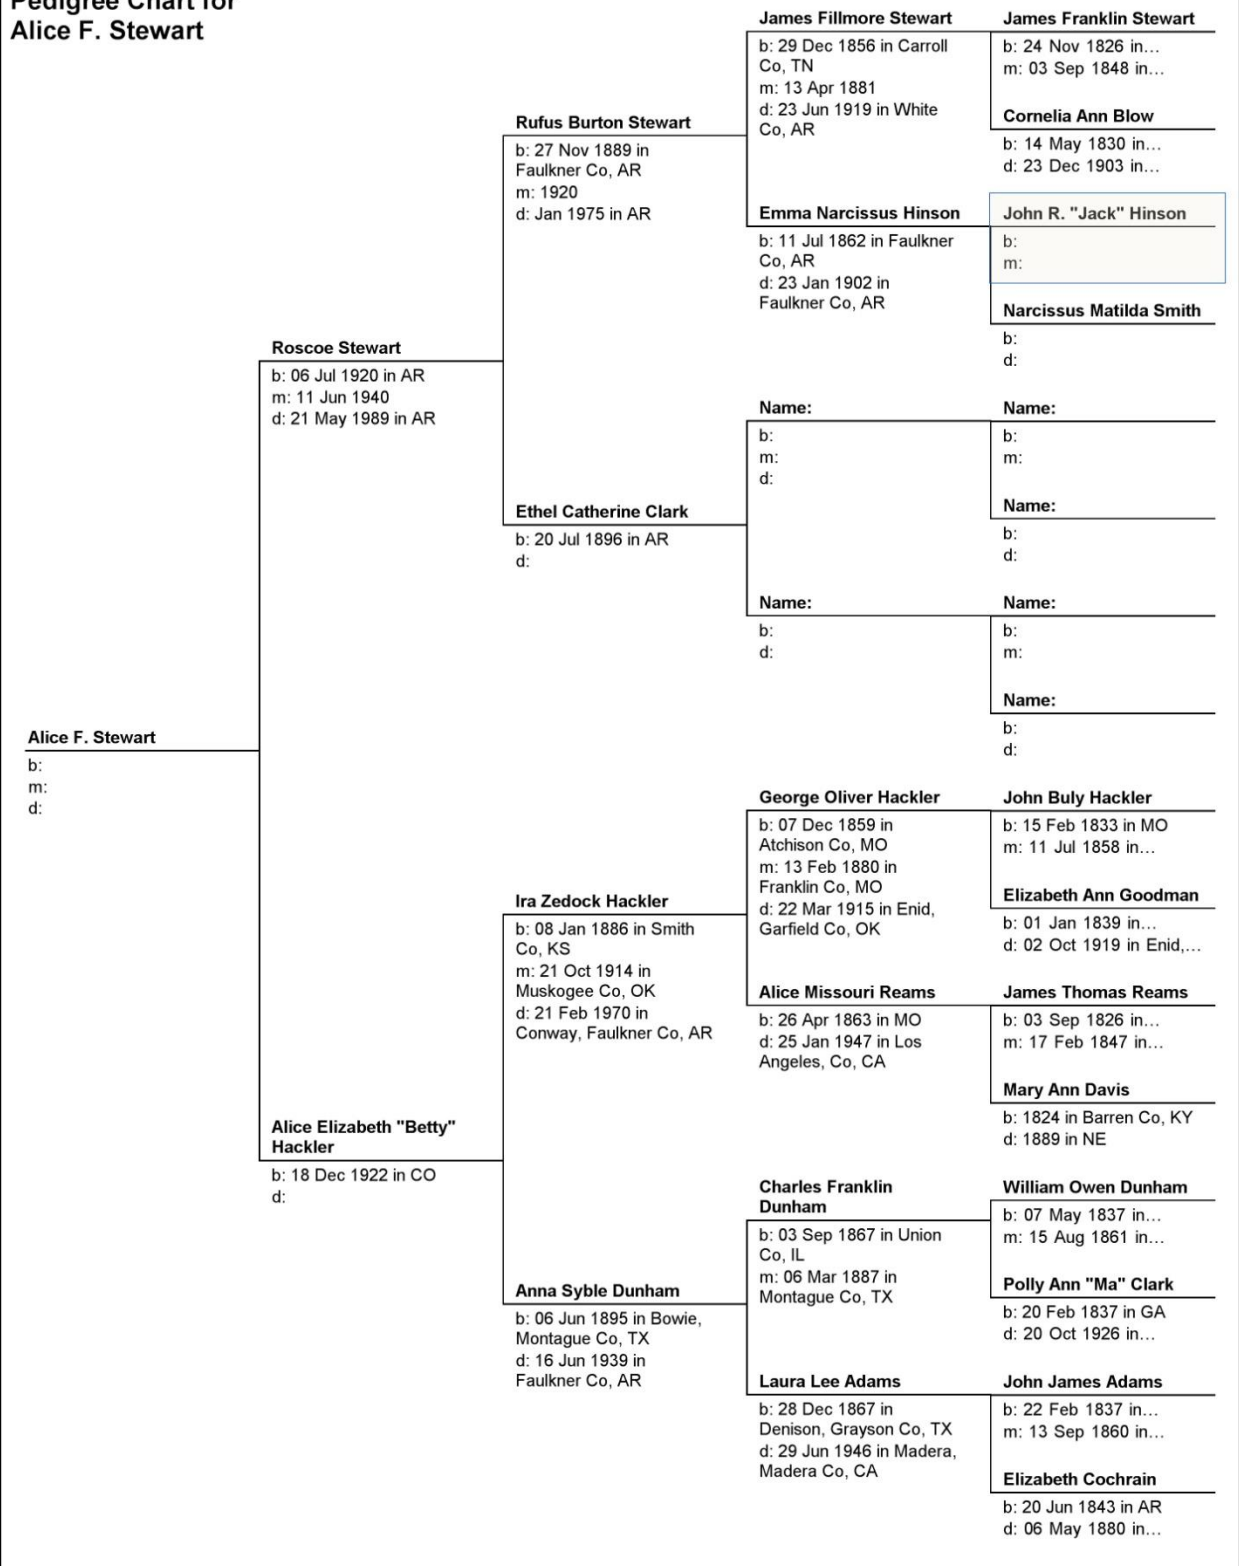 Pedigree Chart for
Alice F. Stewart
James Fillmore Stewart
b: 29 Dec 1856 in Carroll
Co, TN
m: 13 Apr 1881
d: 23 Jun 1919 in White
Co, AR
James Franklin Stewart
b: 24 Nov 1826 in...
m: 03 Sep 1848 in...
Cornelia Ann Blow
b: 14 May 1830 in...
d: 23 Dec 1903 in...
Rufus Burton Stewart
b: 27 Nov 1889 in
Faulkner Co, AR
m: 1920
d: Jan 1975 in AR
Emma Narcissus Hinson
b: 11 Jul 1862 in Faulkner
Co, AR
d: 23 Jan 1902 in
Faulkner Co, AR
John R. "Jack" Hinson
b:
m:
Narcissus Matilda Smith
b:
d:
Roscoe Stewart
b: 06 Jul 1920 in AR
m: 11 Jun 1940
d: 21 May 1989 in AR
Name:
b:
m:
d:
Name:
b:
m:
Name:
b:
d:
Ethel Catherine Clark
b: 20 Jul 1896 in AR
d:
Name:
b:
d:
Name:
b:
m:
Name:
b:
d:
Alice F. Stewart
b:
m:
d:
George Oliver Hackler
b: 07 Dec 1859 in
Atchison Co, MO
m: 13 Feb 1880 in
Franklin Co, MO
d: 22 Mar 1915 in Enid,
Garfield Co, OK
John Buly Hackler
b: 15 Feb 1833 in MO
m: 11 Jul 1858 in...
Elizabeth Ann Goodman
b: 01 Jan 1839 in...
d: 02 Oct 1919 in Enid,...
Ira Zedock Hackler
b: 08 Jan 1886 in Smith
Co, KS
m: 21 Oct 1914 in
Muskogee Co, OK
d: 21 Feb 1970 in
Conway, Faulkner Co, AR
Alice Missouri Reams
b: 26 Apr 1863 in MO
d: 25 Jan 1947 in Los
Angeles, Co, CA
James Thomas Reams
b: 03 Sep 1826 in...
m: 17 Feb 1847 in...
Mary Ann Davis
b: 1824 in Barren Co, KY
d: 1889 in NE
Alice Elizabeth "Betty"
Hackler
b: 18 Dec 1922 in CO
d:
Charles Franklin
Dunham
b: 03 Sep 1867 in Union
Co, IL
m: 06 Mar 1887 in
Montague Co, TX
William Owen Dunham
b: 07 May 1837 in...
m: 15 Aug 1861 in...
Polly Ann "Ma" Clark
b: 20 Feb 1837 in GA
d: 20 Oct 1926 in...
Anna Syble Dunham
b: 06 Jun 1895 in Bowie,
Montague Co, TX
d: 16 Jun 1939 in
Faulkner Co, AR
Laura Lee Adams
b: 28 Dec 1867 in
Denison, Grayson Co, TX
d: 29 Jun 1946 in Madera,
Madera Co, CA
John James Adams
b: 22 Feb 1837 in...
m: 13 Sep 1860 in...
Elizabeth Cochrain
b: 20 Jun 1843 in AR
d: 06 May 1880 in...